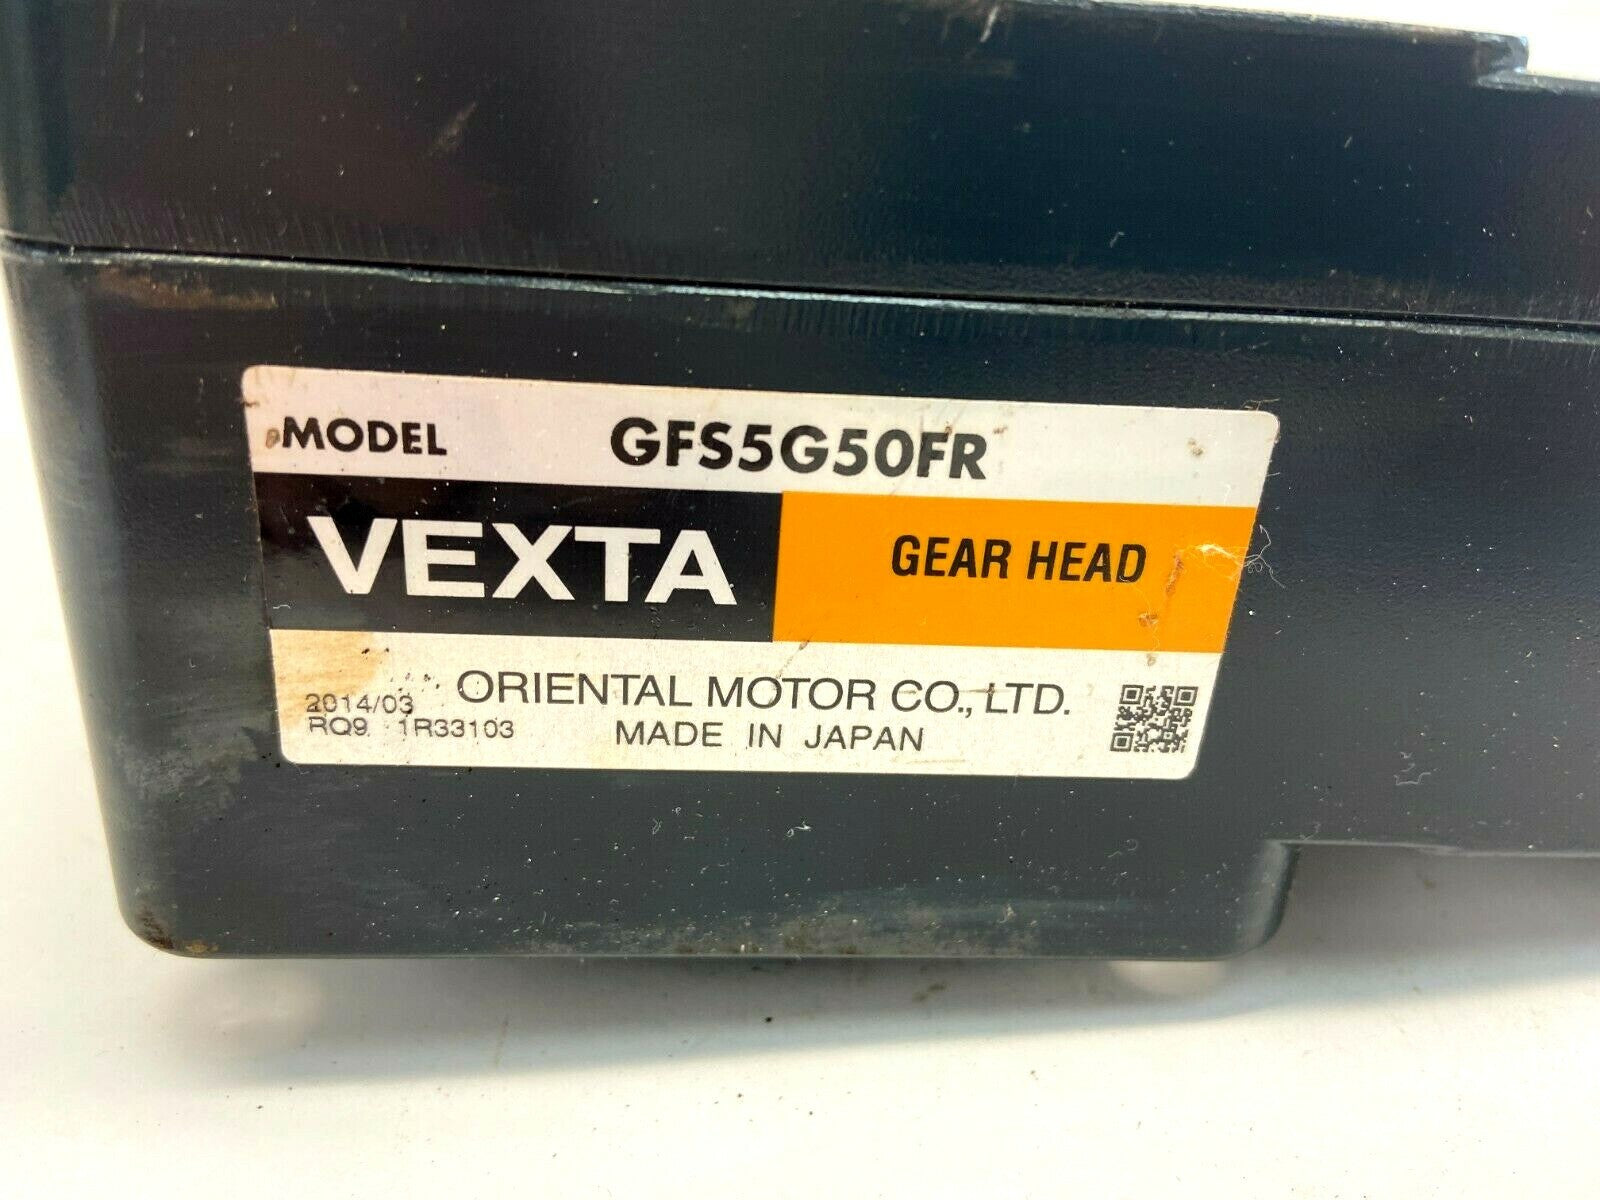 MODEL GFS5G50FR
VEXTA GEAR HEAD
ORIENTAL MOTOR CO., LTD.
2014/03
RQ9 1R33103 MADE IN JAPAN